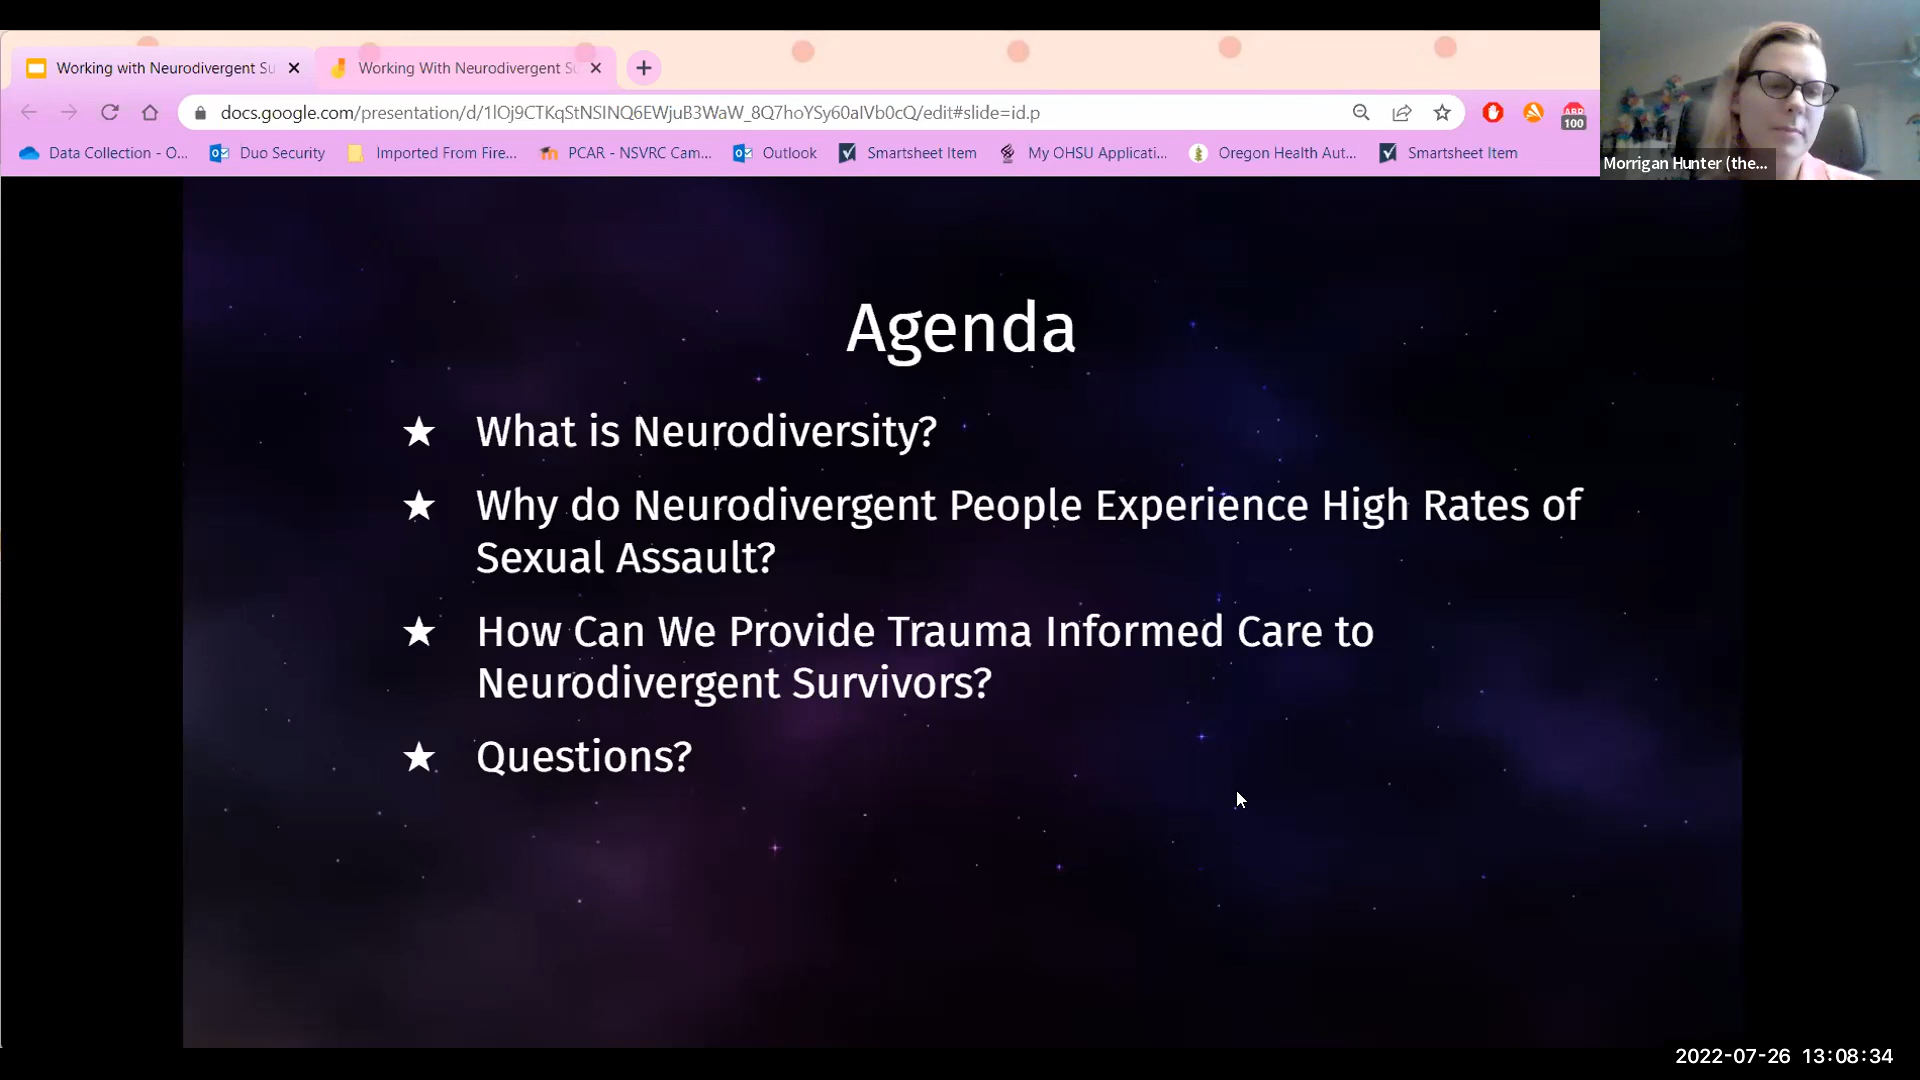 Working with Neurodivergent Su
Working With Neurodivergent S
docs.google.com/presentation/d/1lOj9CTKqStNSINQ6EWjuB3WaW_8Q7hoYSy60aIVb0cQ/edit#slide=id.p
ABP
100
Data Collection - O...
Duo Security
Imported From Fire...
PCAR - NSVRC Cam...
Outlook
Smartsheet Item
My OHSU Applicati...
Oregon Health Aut...
Smartsheet Item
Morrigan Hunter (the...
Agenda
★ What is Neurodiversity?
★ Why do Neurodivergent People Experience High Rates of
Sexual Assault?
★ How Can We Provide Trauma Informed Care to
Neurodivergent Survivors?
★ Questions?
2022-07-26 13:08:34